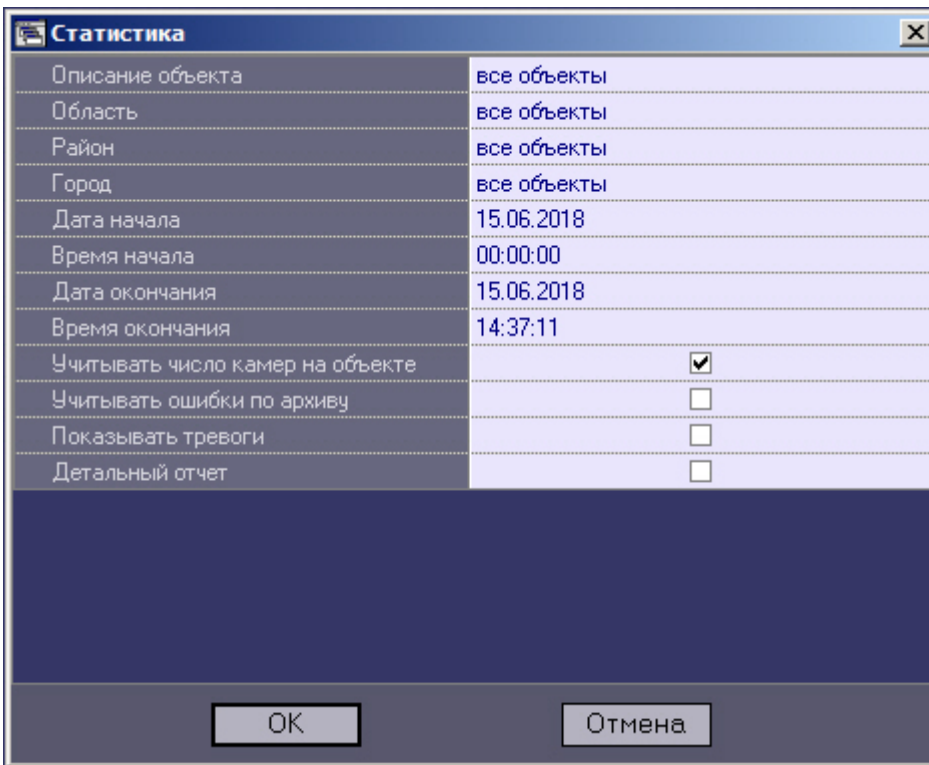 Статистика
Описание объекта все объекты
Область все объекты
Район все объекты
Город все объекты
Дата начала 15.06.2018
Время начала 00:00:00
Дата окончания 15.06.2018
Время окончания 14:37:11
Учитывать число камер на объекте
Учитывать ошибки по архиву
Показывать тревоги
Детальный отчет
OK Отмена